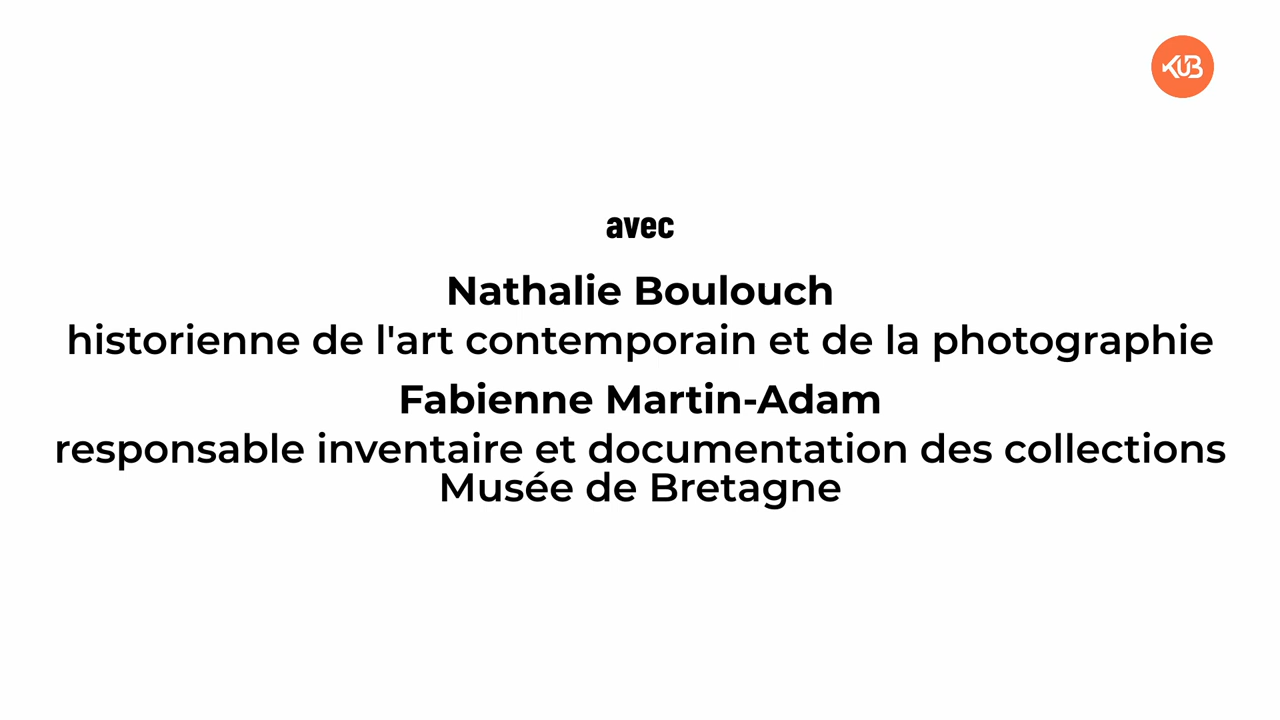 KUB
avec
Nathalie Boulouch
historienne de l'art contemporain et de la photographie
Fabienne Martin-Adam
responsable inventaire et documentation des collections
Musée de Bretagne